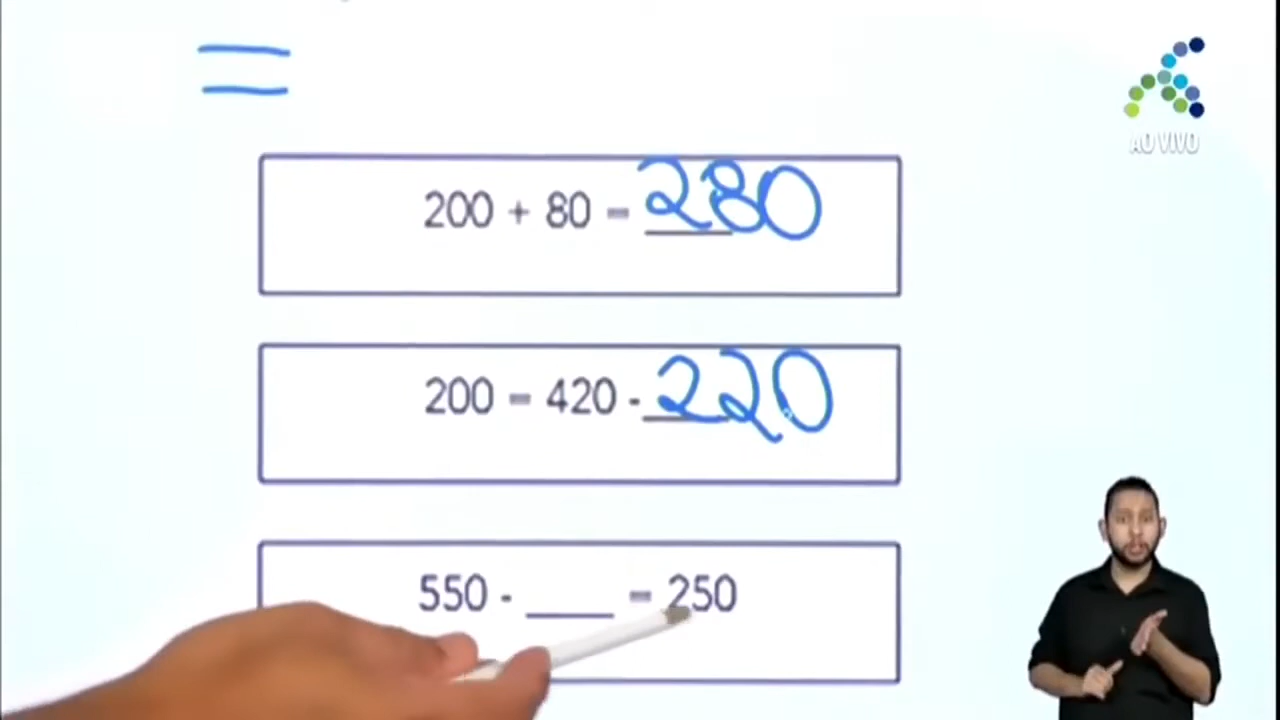 =
AO VIVO
200 + 80 = 280
200 = 420 - 220
550 - ____ = 250